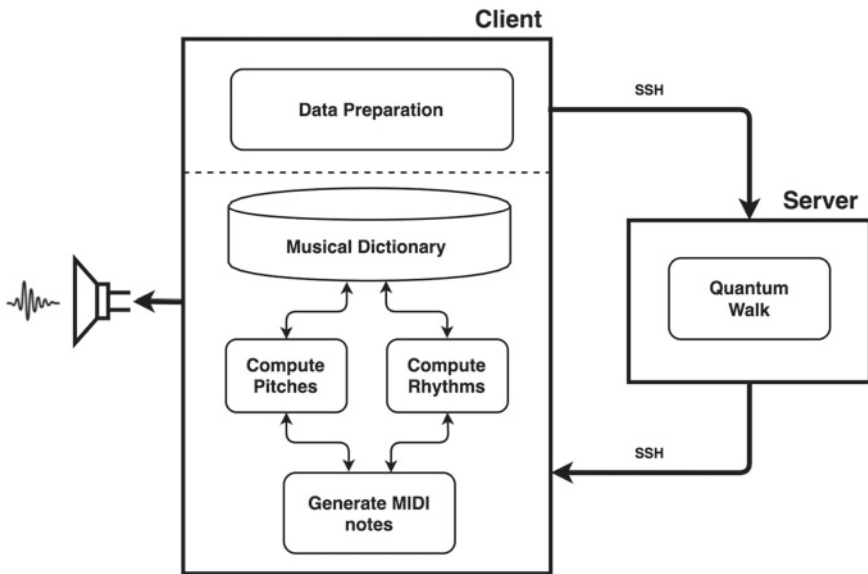 Client
Data Preparation
SSH
Server
Musical Dictionary
Quantum
Walk
Compute
Pitches
Compute
Rhythms
SSH
Generate MIDI
notes